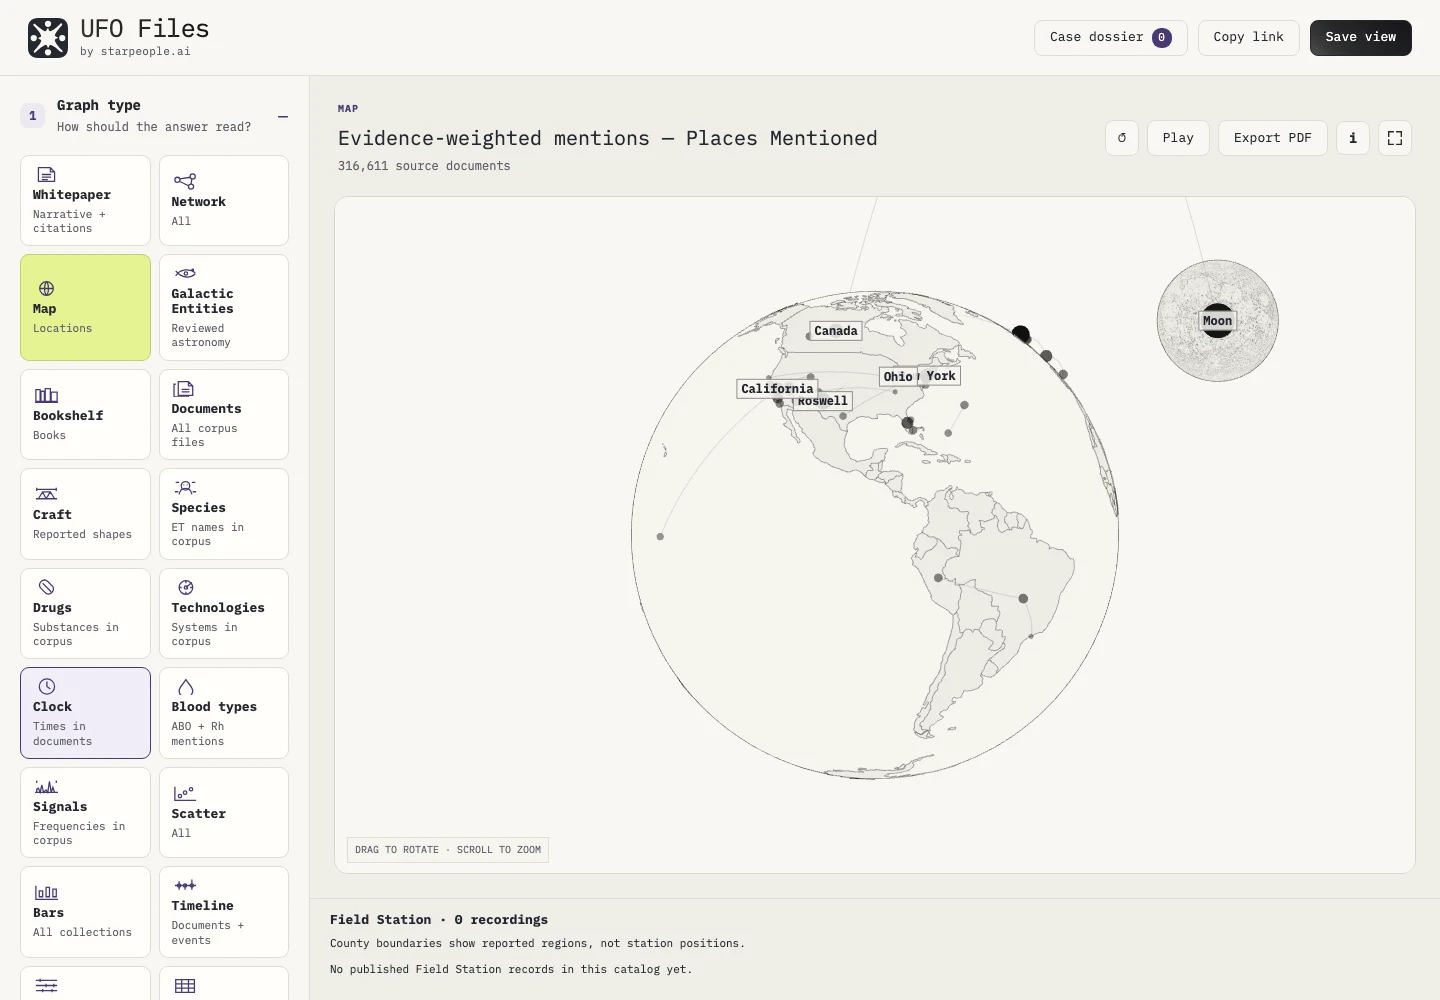 UFO Files
by starpeople.ai
Case dossier 0
Copy link
Save view
1
Graph type
How should the answer read?
Whitepaper
Narrative +
citations
Network
All
Map
Locations
Galactic
Entities
Reviewed
astronomy
Bookshelf
Books
Documents
All corpus
files
Craft
Reported shapes
Species
ET names in
corpus
Drugs
Substances in
corpus
Technologies
Systems in
corpus
Clock
Times in
documents
Blood types
ABO + Rh
mentions
Signals
Frequencies in
corpus
Scatter
All
Bars
All collections
Timeline
Documents +
events
MAP
Evidence-weighted mentions — Places Mentioned
316,611 source documents
Play
Export PDF
i
Canada
California
Roswell
Ohio
York
Moon
DRAG TO ROTATE · SCROLL TO ZOOM
Field Station · 0 recordings
County boundaries show reported regions, not station positions.
No published Field Station records in this catalog yet.